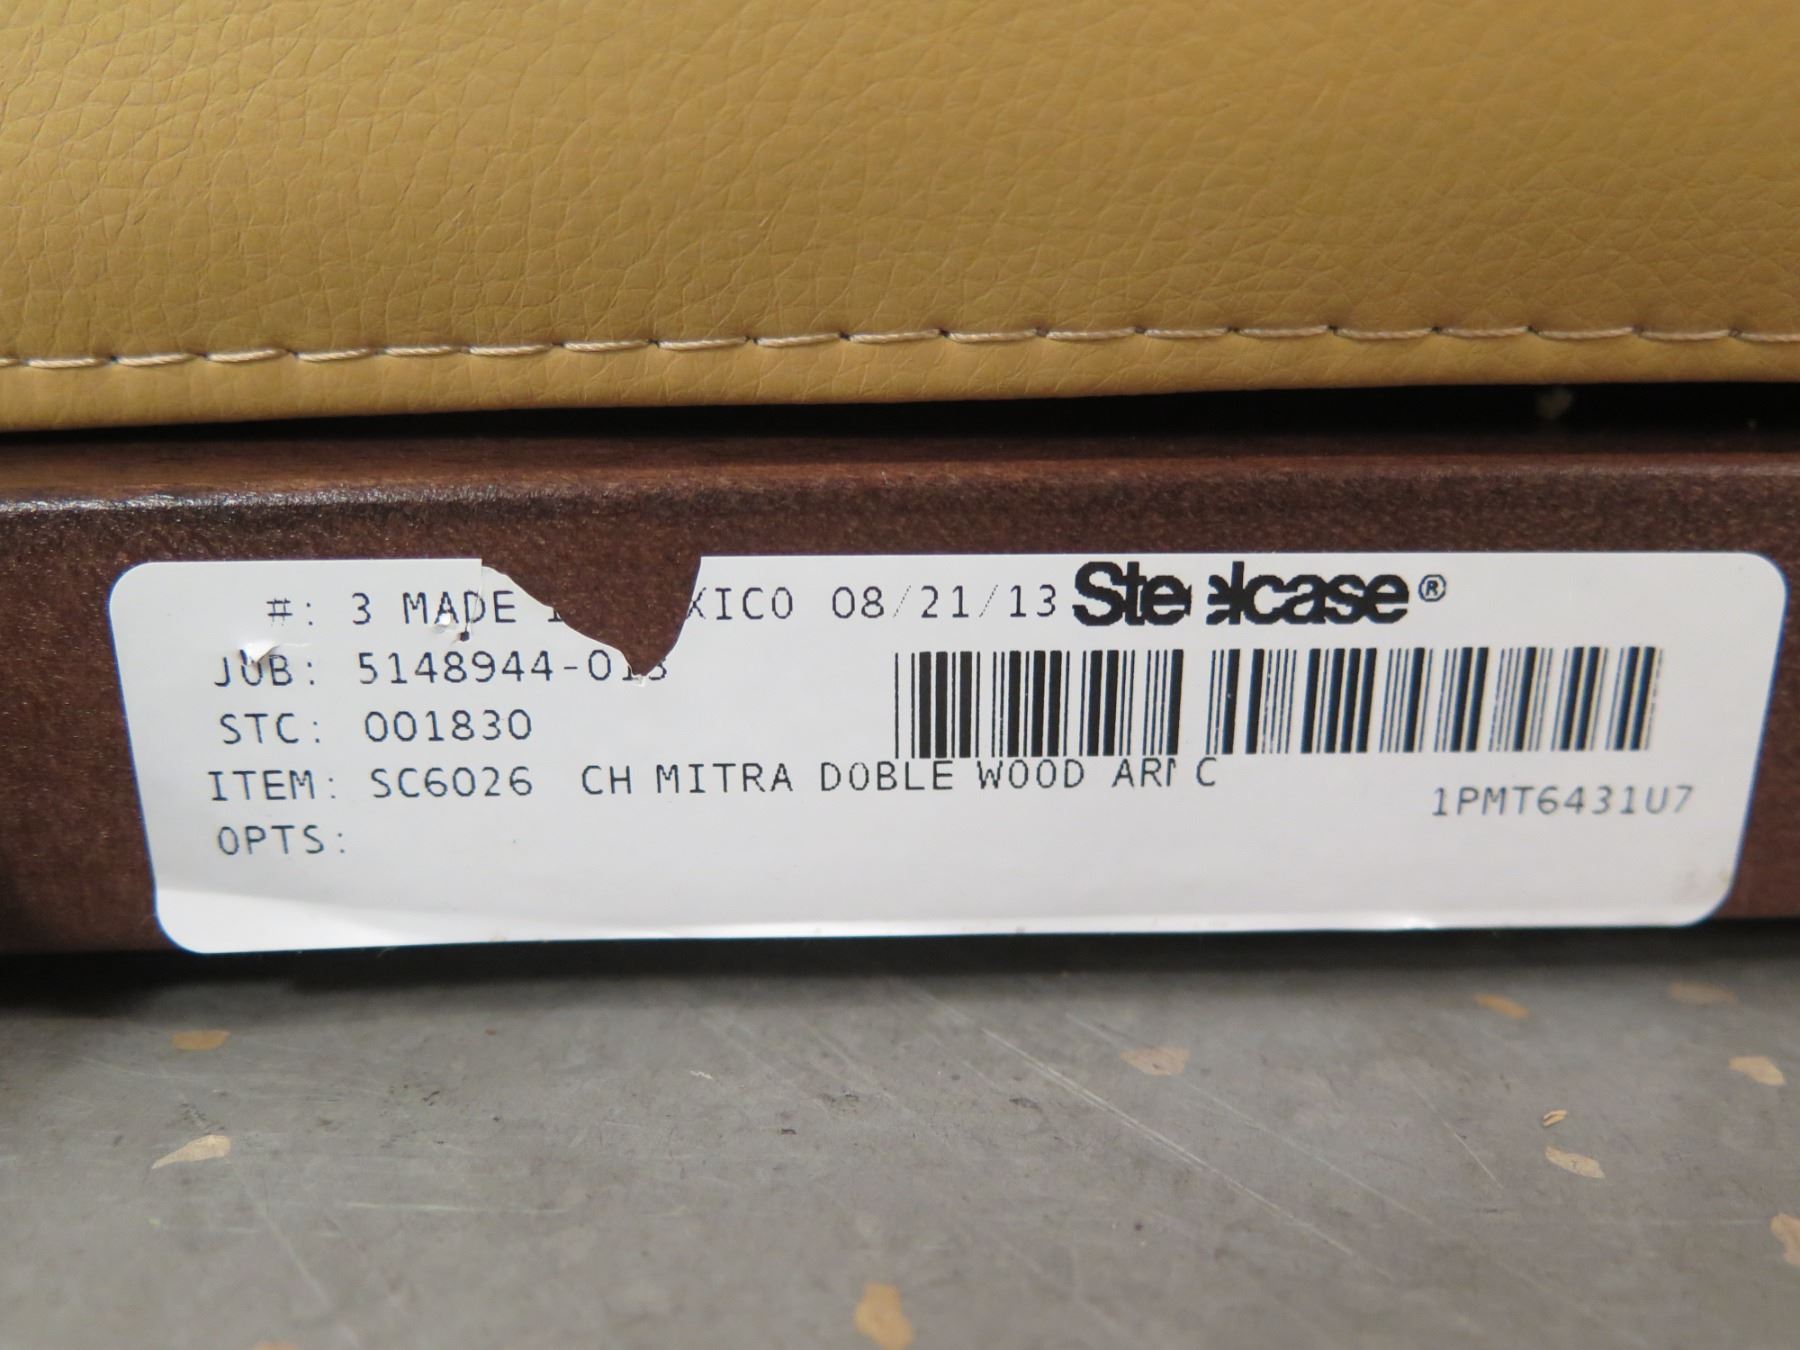 #: 3 MADE XICO 08/21/13 Steelcase®
JOB: 5148944-013
STC: 001830
ITEM: SC6026 CH MITRA DOBLE WOOD C
1PMT6431U7
OPTS: